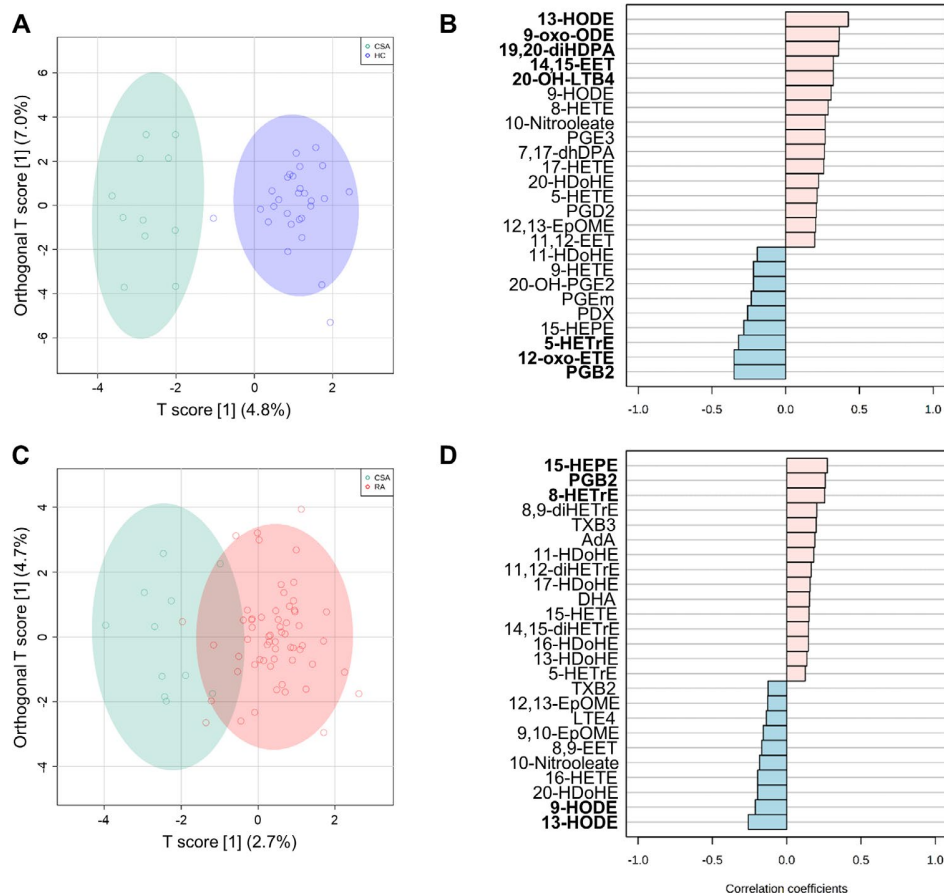 A
CSA
HC
Orthogonal T score [1] (7.0%)
6
4
2
0
-2
-4
-6
-4
-2
0
2
T score [1] (4.8%)
B
13-HODE
9-oxo-ODE
19,20-diHDPA
14,15-EET
20-OH-LTB4
9-HODE
8-HETE
10-Nitrooleate
PGE3
7,17-dhDPA
17-HETE
20-HDoHE
5-HETE
PGD2
12,13-EpOME
11,12-EET
11-HDoHE
9-HETE
20-OH-PGE2
PGEm
PDX
15-HEPE
5-HETrE
12-oxo-ETE
PGB2
-1.0
-0.5
0.0
0.5
1.0
C
CSA
RA
Orthogonal T score [1] (4.7%)
4
2
0
-2
-4
-4
-2
0
2
T score [1] (2.7%)
D
15-HEPE
PGB2
8-HETrE
8,9-diHETrE
TXB3
AdA
11-HDoHE
11,12-diHETrE
17-HDoHE
DHA
15-HETE
14,15-diHETrE
16-HDoHE
13-HDoHE
5-HETrE
TXB2
12,13-EpOME
LTE4
9,10-EpOME
8,9-EET
10-Nitrooleate
16-HETE
20-HDoHE
9-HODE
13-HODE
-1.0
-0.5
0.0
0.5
1.0
Correlation coefficients